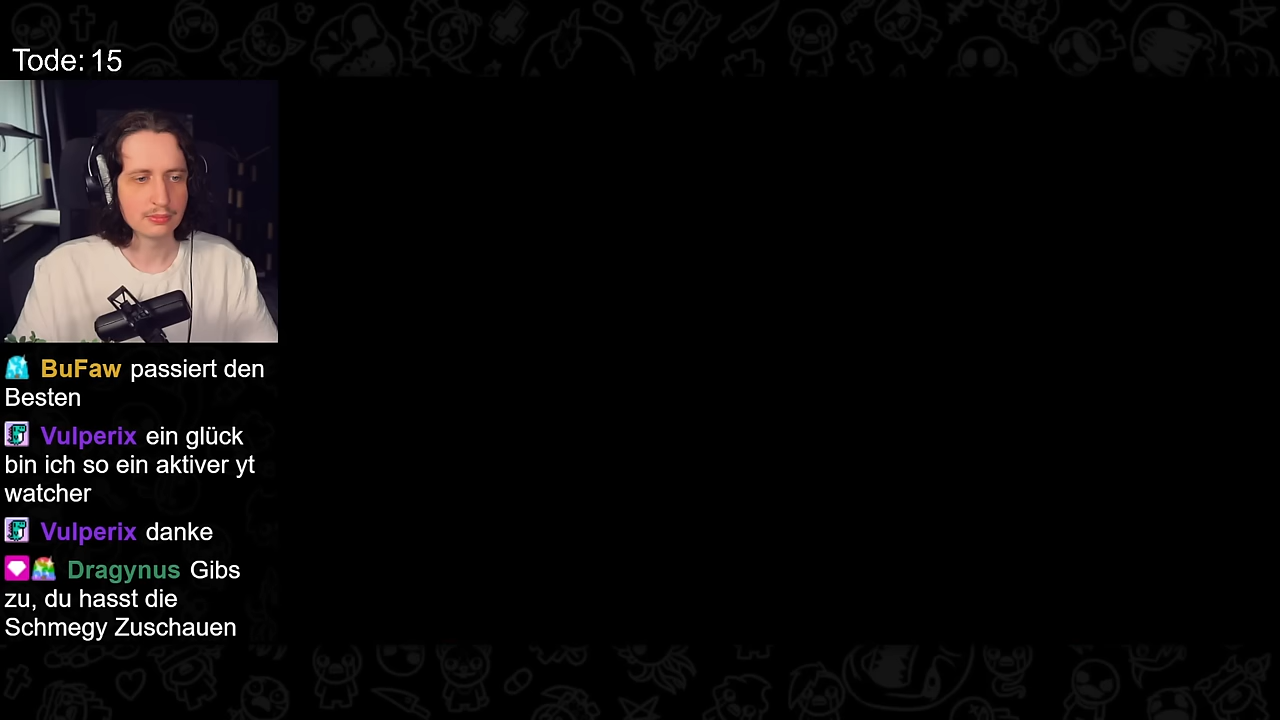 Tode: 15
BuFaw passiert den
Besten
Vulperix ein glück
bin ich so ein aktiver yt
watcher
Vulperix danke
Dragynus Gibs
zu, du hasst die
Schmegy Zuschauen